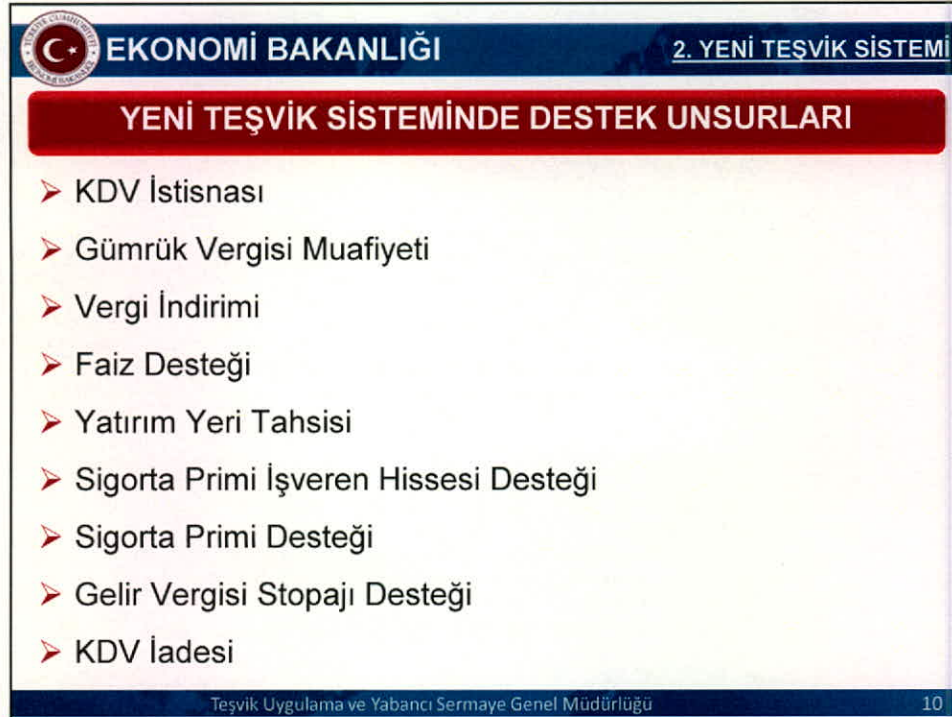 EKONOMİ BAKANLIĞI
2. YENİ TEŞVİK SİSTEMİ
YENİ TEŞVİK SİSTEMİNDE DESTEK UNSURLARI
KDV İstisnası
Gümrük Vergisi Muafiyeti
Vergi İndirimi
Faiz Desteği
Yatırım Yeri Tahsisi
Sigorta Primi İşveren Hissesi Desteği
Sigorta Primi Desteği
Gelir Vergisi Stopajı Desteği
KDV İadesi
Teşvik Uygulama ve Yabancı Sermaye Genel Müdürlüğü
10